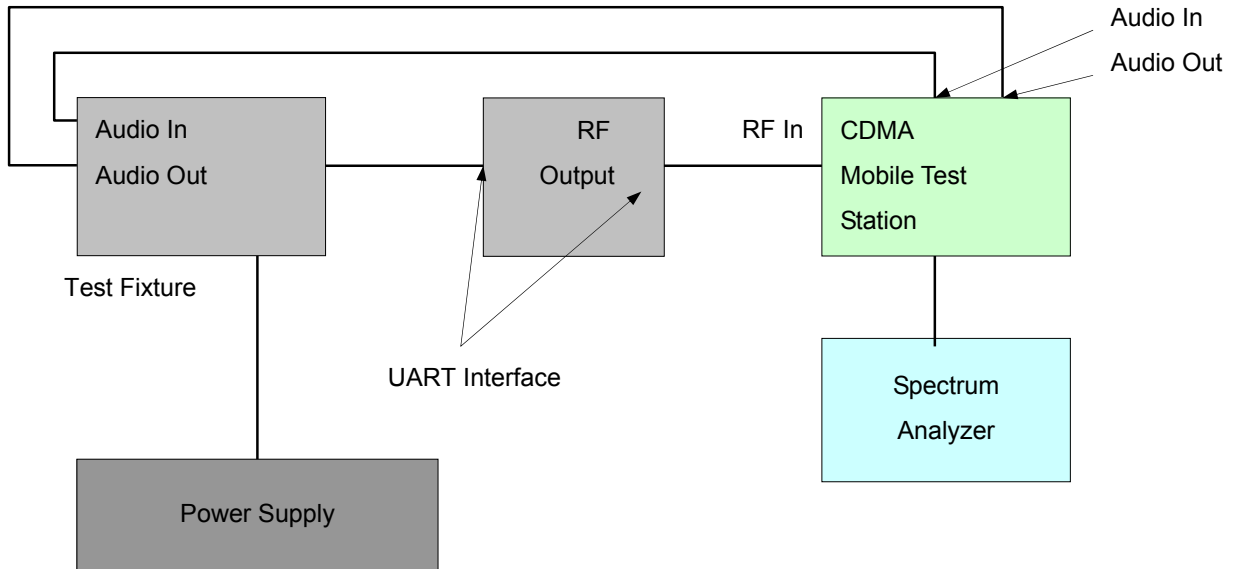 Audio In
Audio Out
Audio In
Audio Out
RF
Output
RF In
CDMA
Mobile Test
Station
Test Fixture
UART Interface
Spectrum
Analyzer
Power Supply